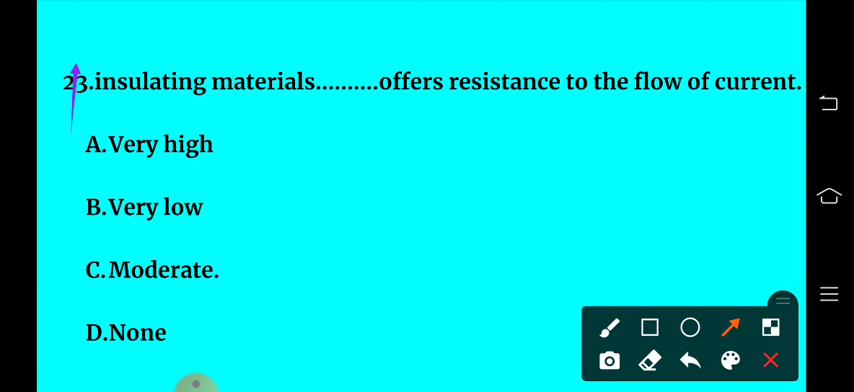 23.insulating materials..........offers resistance to the flow of current.
A.Very high
B.Very low
C.Moderate.
D.None